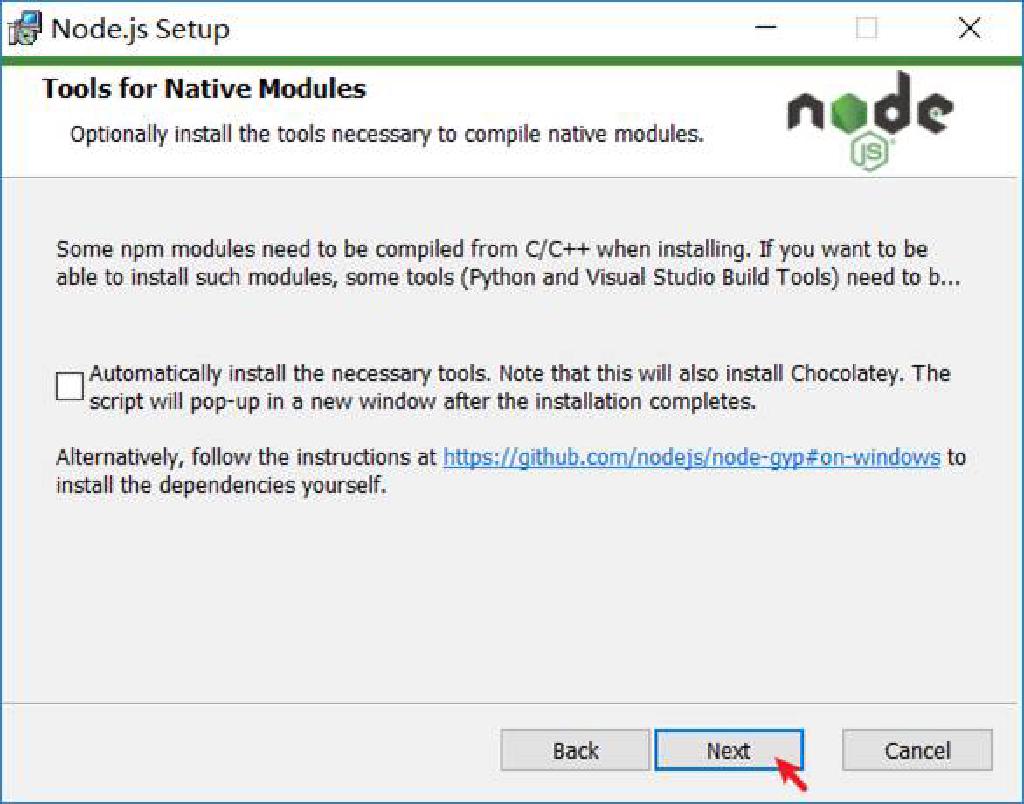 Node.js Setup
Tools for Native Modules
Optionally install the tools necessary to compile native modules.
node
JS
Some npm modules need to be compiled from C/C++ when installing. If you want to be
able to install such modules, some tools (Python and Visual Studio Build Tools) need to b...
Automatically install the necessary tools. Note that this will also install Chocolatey. The
script will pop-up in a new window after the installation completes.
Alternatively, follow the instructions at https://github.com/nodejs/node-gyp#on-windows to
install the dependencies yourself.
Back
Next
Cancel